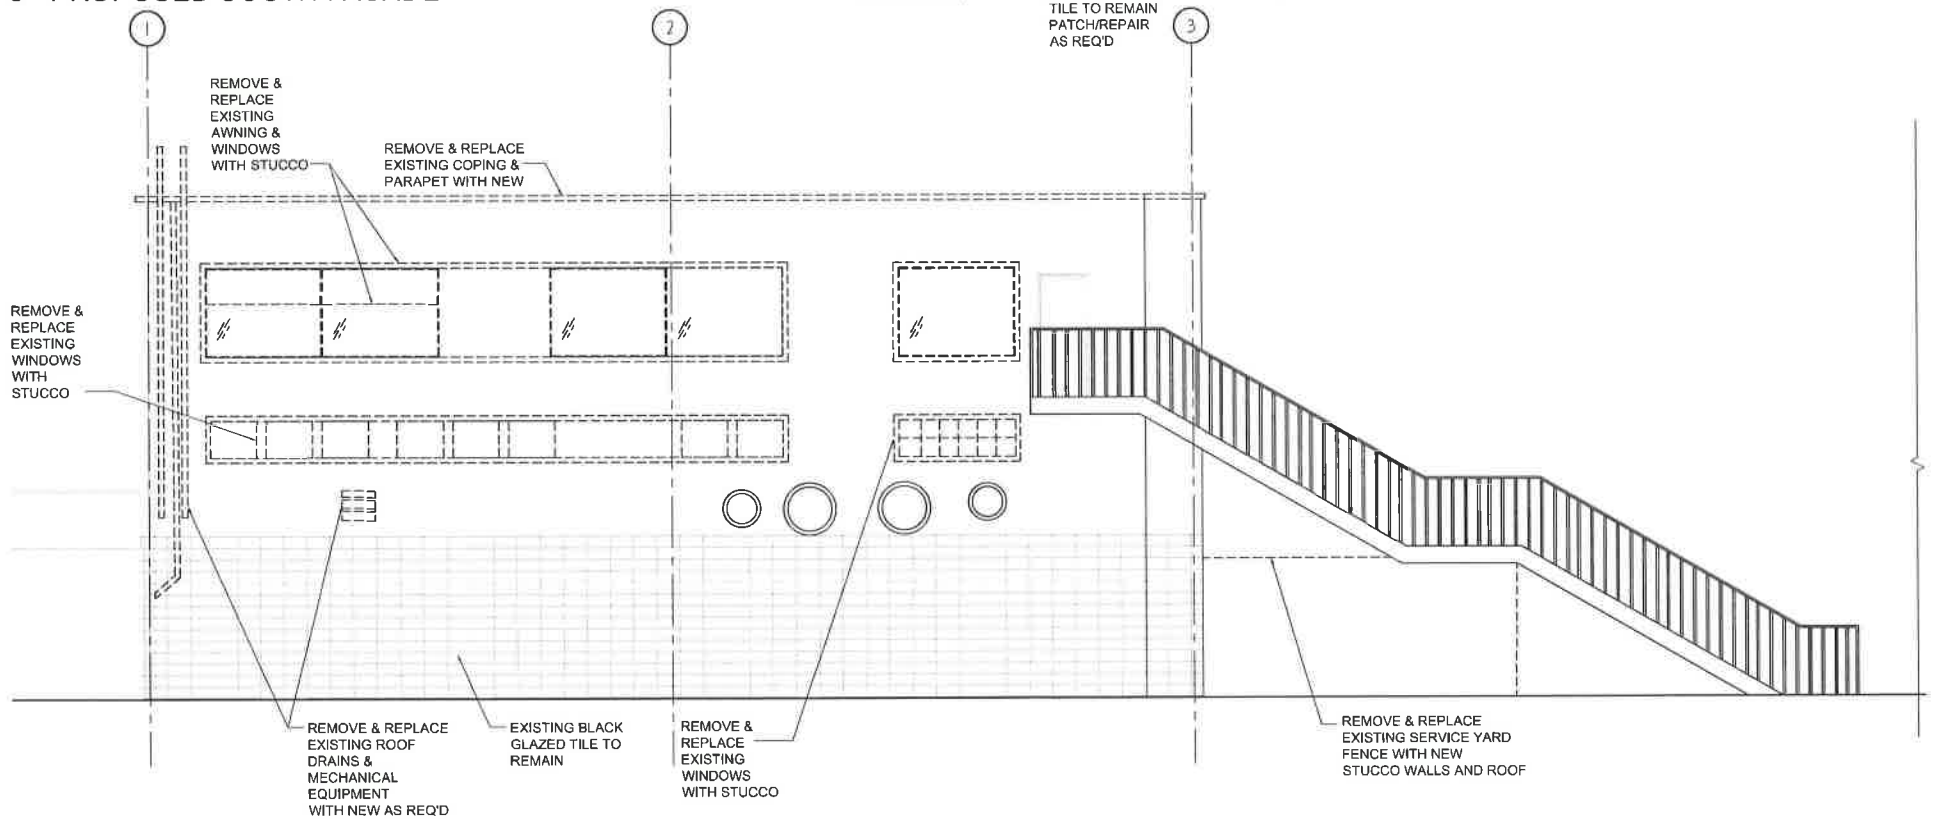 TILE TO REMAIN
PATCH/REPAIR
AS REQ'D
1
2
3
REMOVE &
REPLACE
EXISTING
AWNING &
WINDOWS
WITH STUCCO
REMOVE & REPLACE
EXISTING COPING &
PARAPET WITH NEW
REMOVE &
REPLACE
EXISTING
WINDOWS
WITH
STUCCO
REMOVE & REPLACE
EXISTING ROOF
DRAINS &
MECHANICAL
EQUIPMENT
WITH NEW AS REQ'D
EXISTING BLACK
GLAZED TILE TO
REMAIN
REMOVE &
REPLACE
EXISTING
WINDOWS
WITH STUCCO
REMOVE & REPLACE
EXISTING SERVICE YARD
FENCE WITH NEW
STUCCO WALLS AND ROOF